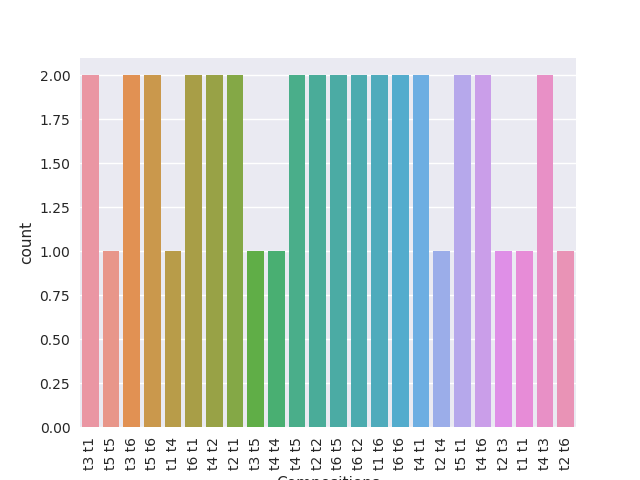 2.00
1.75
1.50
1.25
1.00
0.75
0.50
0.25
0.00
count
t3 t1
t5 t5
t3 t6
t5 t6
t1 t4
t6 t1
t4 t2
t2 t1
t3 t5
t4 t4
t4 t5
t2 t2
t6 t5
t6 t2
t1 t6
t6 t6
t4 t1
t2 t4
t5 t1
t4 t6
t2 t3
t1 t1
t4 t3
t2 t6
Compositions